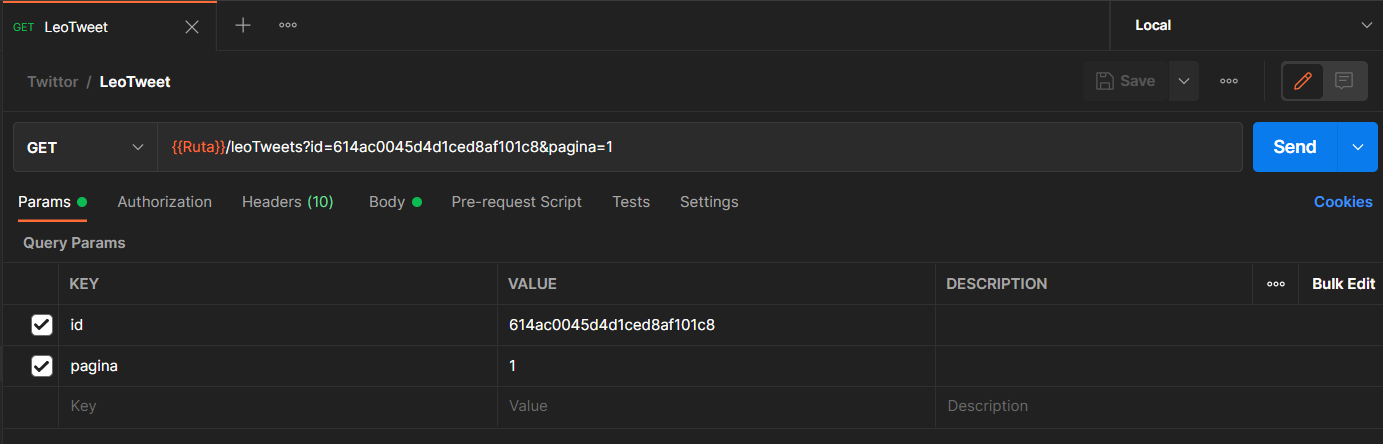 GET LeoTweet
Local
Twittor / LeoTweet
Save
GET {{Ruta}}/leoTweets?id=614ac0045d4d1ced8af101c8&pagina=1 Send
Params Authorization Headers (10) Body Pre-request Script Tests Settings Cookies
Query Params
KEY VALUE DESCRIPTION Bulk Edit
id 614ac0045d4d1ced8af101c8
pagina 1
Key Value Description